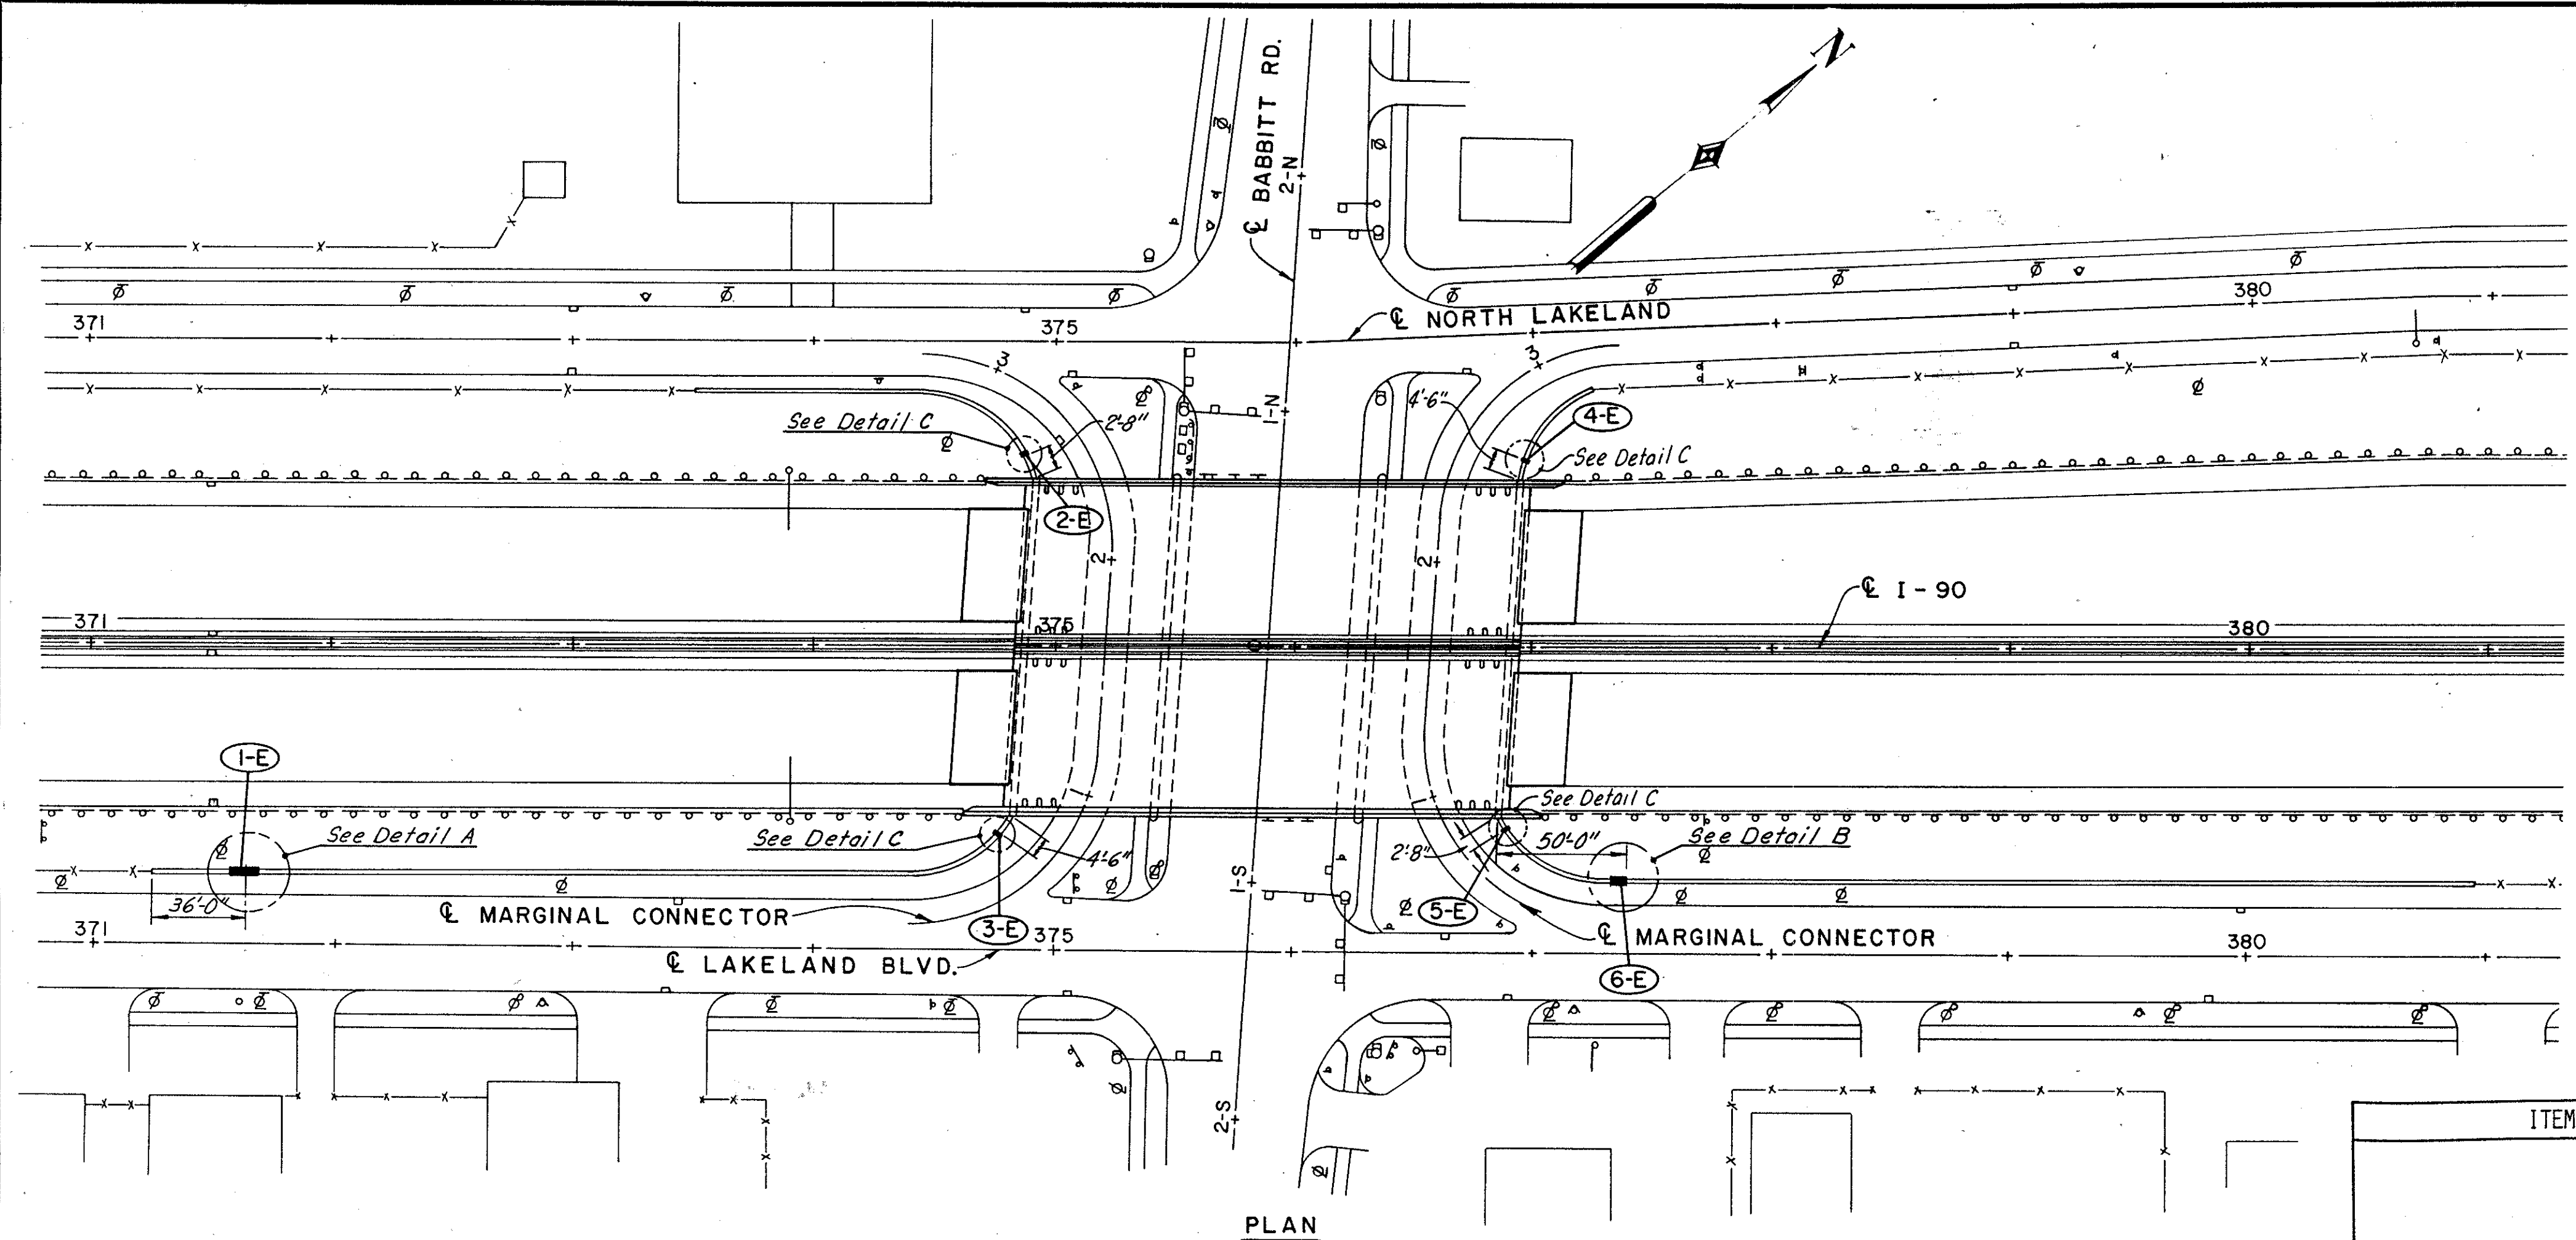 ℄ BABBITT RD.
2-N
N
371
375
℄ NORTH LAKELAND
380
3
3
1-N
See Detail C
2'-8"
4'-6"
4-E
See Detail C
2-E
2
2
371
375
℄ I-90
380
1-E
1
1
See Detail A
See Detail C
4'-6"
See Detail C
2'-8"
50'-0"
See Detail B
36'-0"
℄ MARGINAL CONNECTOR
3-E
1-S
5-E
℄ MARGINAL CONNECTOR
371
375
380
℄ LAKELAND BLVD.
6-E
2-S
ITEM
PLAN